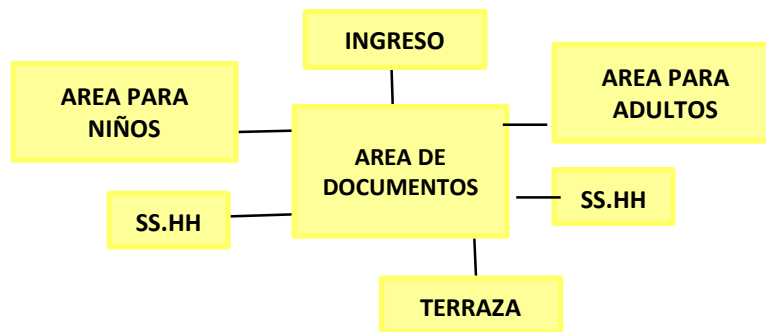 INGRESO
AREA PARA
NIÑOS
AREA PARA
ADULTOS
AREA DE
DOCUMENTOS
SS.HH
SS.HH
TERRAZA